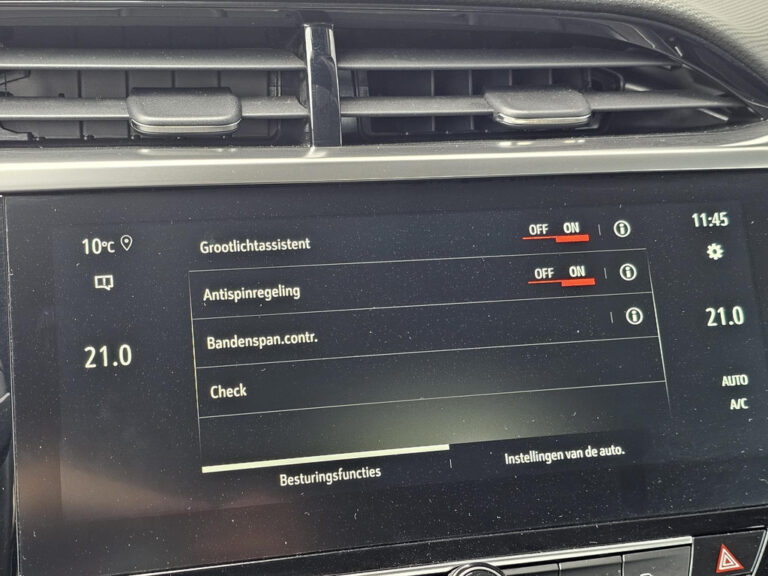 10°C
Grootlichtassistent OFF ON
11:45
Antispinregeling OFF ON
21.0
Bandenspan.contr.
21.0
Check
AUTO
A/C
Besturingsfuncties
Instellingen van de auto.